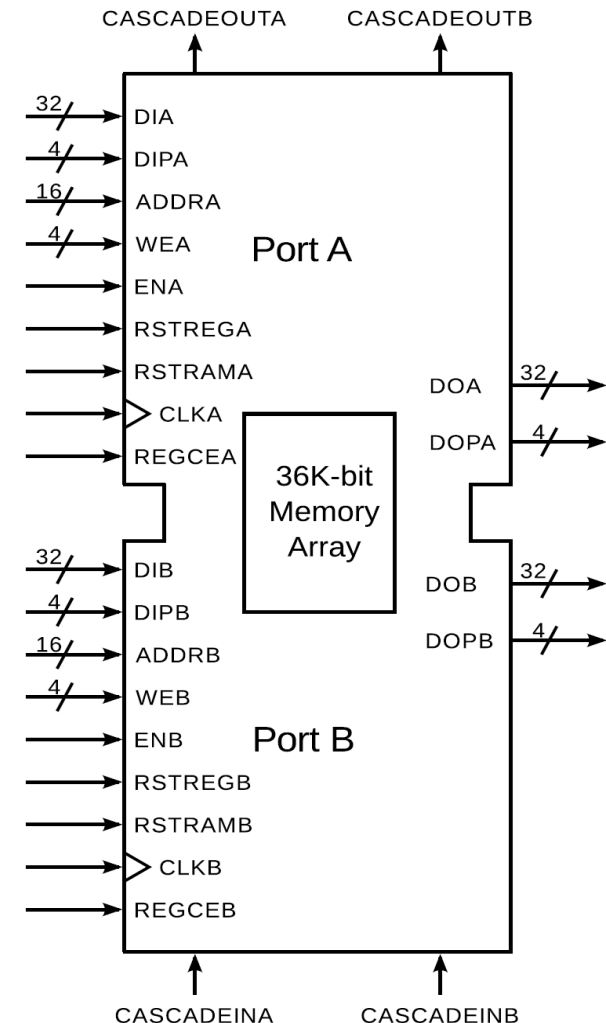 CASCADEOUTA CASCADEOUTB
32 DIA
4 DIPA
16 ADDRA
4 WEA
Port A
ENA
RSTREGA
RSTRAMA
DOA 32
CLKA
DOPA 4
REGCEA
36K-bit
Memory
Array
32 DIB
DOB 32
4 DIPB
DOPB 4
16 ADDRB
4 WEB
Port B
ENB
RSTREGB
RSTRAMB
CLKB
REGCEB
CASCADEINA CASCADEINB